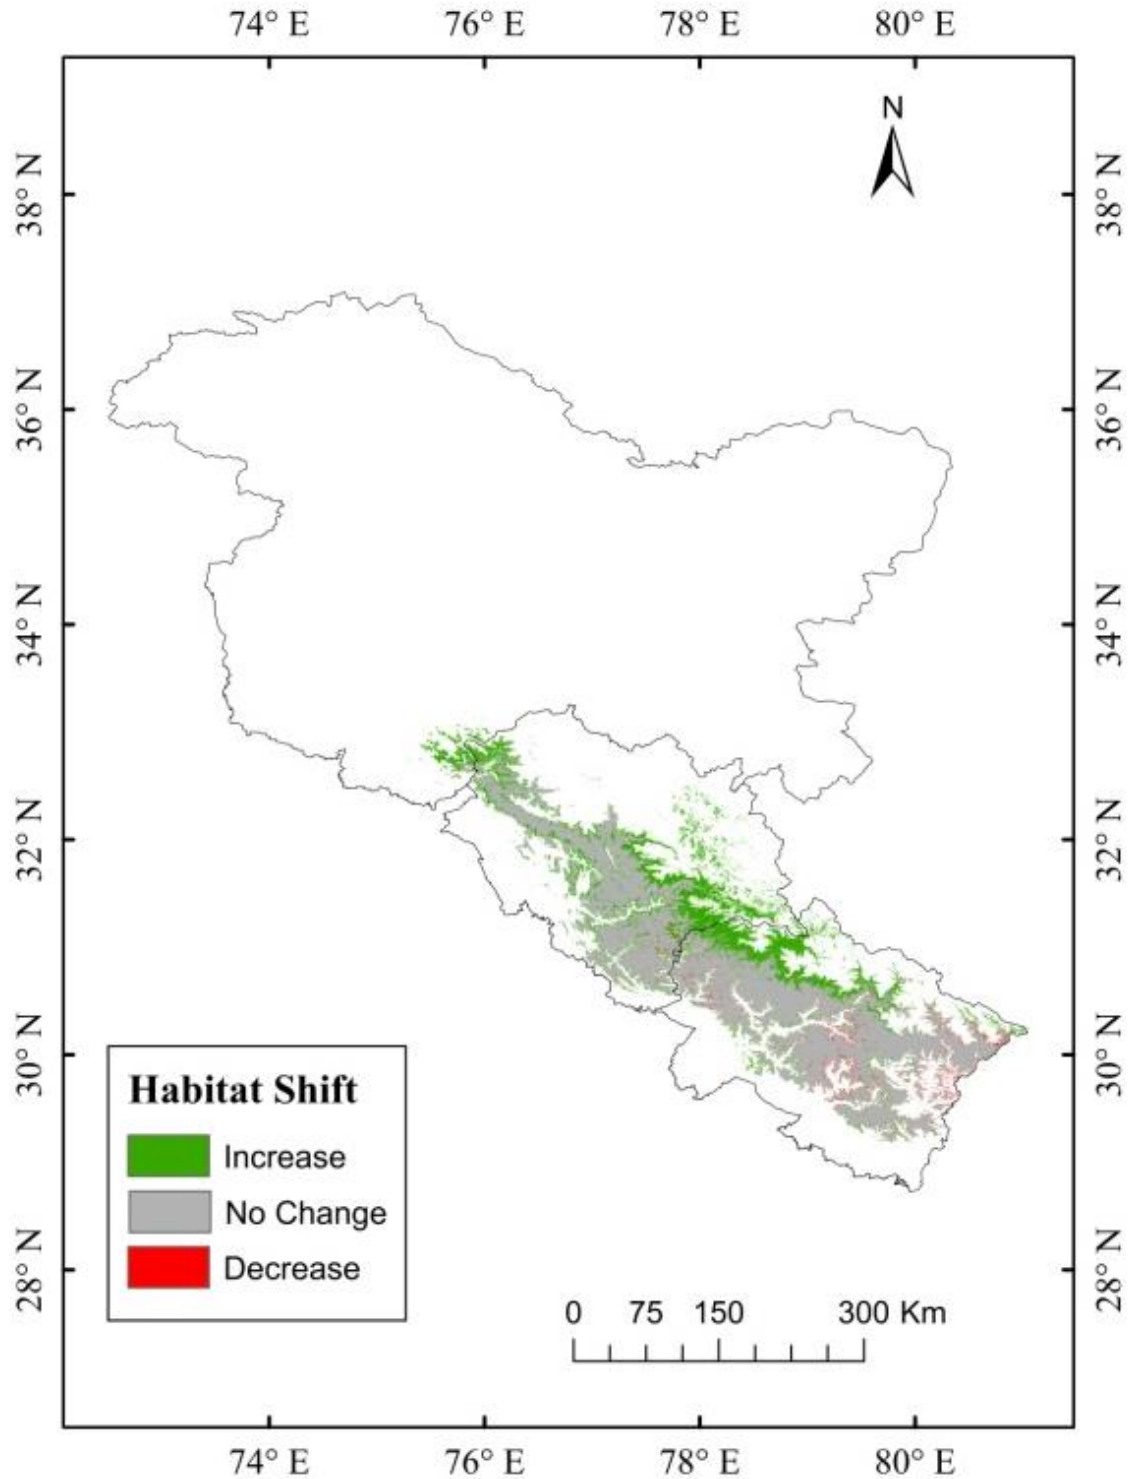 74° E 76° E 78° E 80° E
N
38° N 38° N
36° N 36° N
34° N 34° N
32° N 32° N
30° N 30° N
Habitat Shift
Increase
No Change
Decrease
28° N 28° N
0 75 150 300 Km
74° E 76° E 78° E 80° E